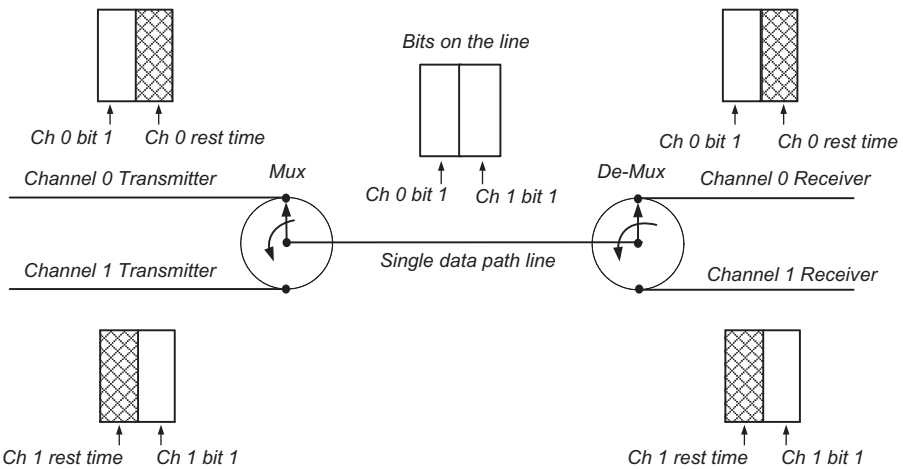 Bits on the line
Ch 0 bit 1
Ch 0 rest time
Ch 0 bit 1
Ch 0 rest time
Channel 0 Transmitter
Mux
Ch 0 bit 1
Ch 1 bit 1
De-Mux
Channel 0 Receiver
Channel 1 Transmitter
Single data path line
Channel 1 Receiver
Ch 1 rest time
Ch 1 bit 1
Ch 1 rest time
Ch 1 bit 1